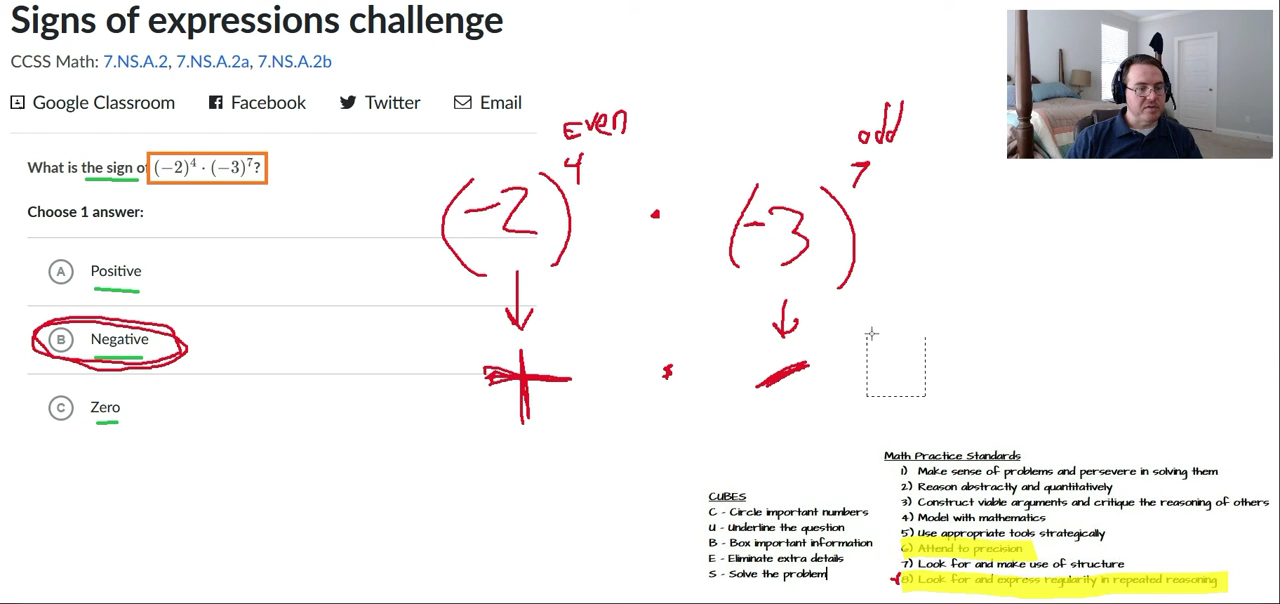 Signs of expressions challenge
CCSS Math: 7.NS.A.2, 7.NS.A.2a, 7.NS.A.2b
Google Classroom Facebook Twitter Email
What is the sign of (−2)⁴ · (−3)⁷?
Choose 1 answer:
A Positive
B Negative
C Zero
Even odd
(-2)⁴ · (-3)⁷
+ · -
CUBES
C - Circle important numbers
U - Underline the question
B - Box important information
E - Eliminate extra details
S - Solve the problem
Math Practice Standards
1) Make sense of problems and persevere in solving them
2) Reason abstractly and quantitatively
3) Construct viable arguments and critique the reasoning of others
4) Model with mathematics
5) Use appropriate tools strategically
6) Attend to precision
7) Look for and make use of structure
8) Look for and express regularity in repeated reasoning